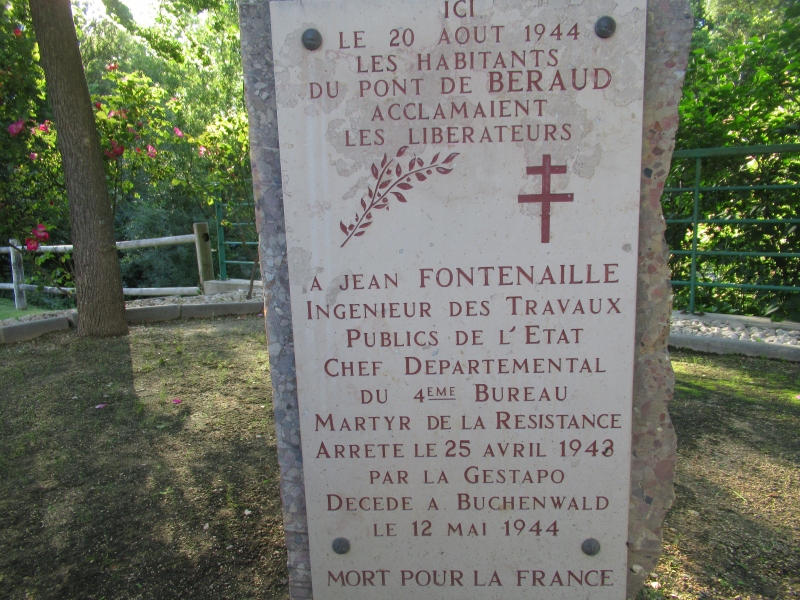 ICI
LE 20 AOUT 1944
LES HABITANTS
DU PONT DE BERAUD
ACCLAMAIENT
LES LIBERATEURS
A JEAN FONTENAILLE
INGENIEUR DES TRAVAUX
PUBLICS DE L'ETAT
CHEF DEPARTEMENTAL
DU 4EME BUREAU
MARTYR DE LA RESISTANCE
ARRETE LE 25 AVRIL 1943
PAR LA GESTAPO
DECEDE A BUCHENWALD
LE 12 MAI 1944
MORT POUR LA FRANCE